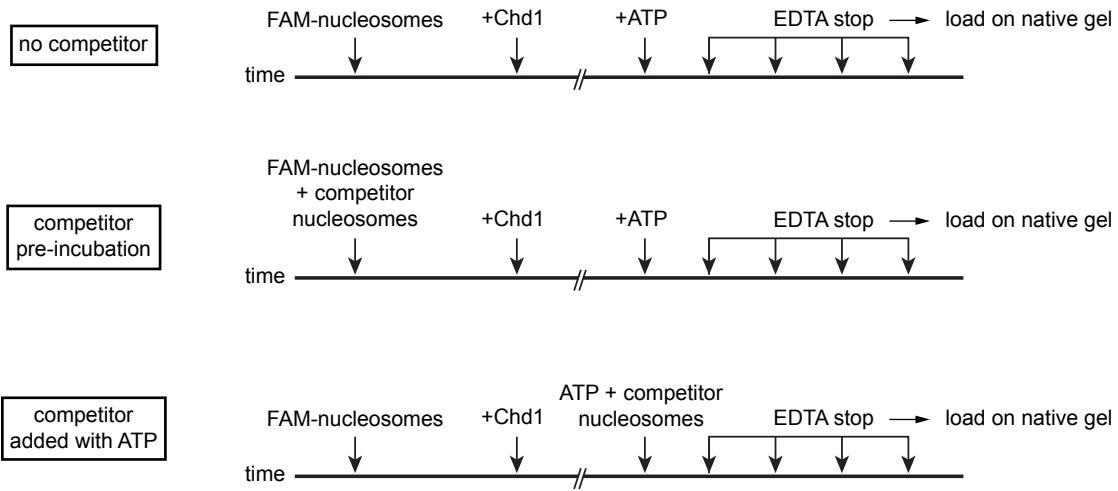 no competitor
FAM-nucleosomes
+Chd1
+ATP
EDTA stop
load on native gel
time
competitor
pre-incubation
FAM-nucleosomes
+ competitor
nucleosomes
+Chd1
+ATP
EDTA stop
load on native gel
time
competitor
added with ATP
FAM-nucleosomes
+Chd1
ATP + competitor
nucleosomes
EDTA stop
load on native gel
time